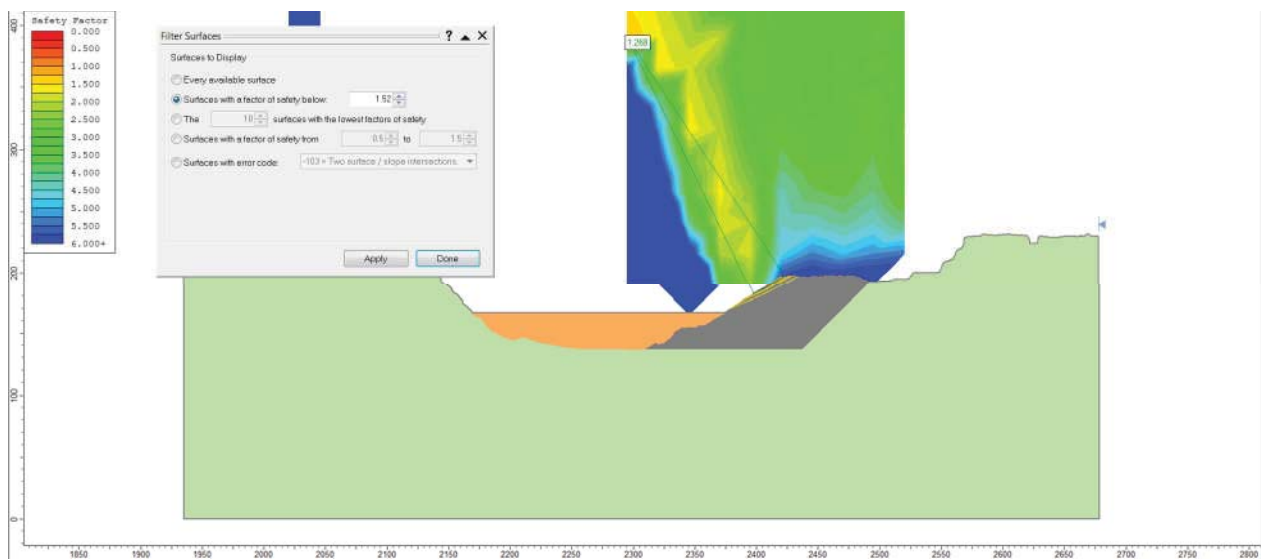 Safety Factor
0.000
0.500
1.000
1.500
2.000
2.500
3.000
3.500
4.000
4.500
5.000
5.500
6.000+
Filter Surfaces ?
Surfaces to Display
Every available surface
Surfaces with a factor of safety below: 1.52
The 10 surfaces with the lowest factors of safety
Surfaces with a factor of safety from 0.5 to 1.5
Surfaces with error code: -103 = Two surface / slope intersections.
Apply Done
1.268
400
300
200
100
0
1850 1900 1950 2000 2050 2100 2150 2200 2250 2300 2350 2400 2450 2500 2550 2600 2650 2700 2750 2800